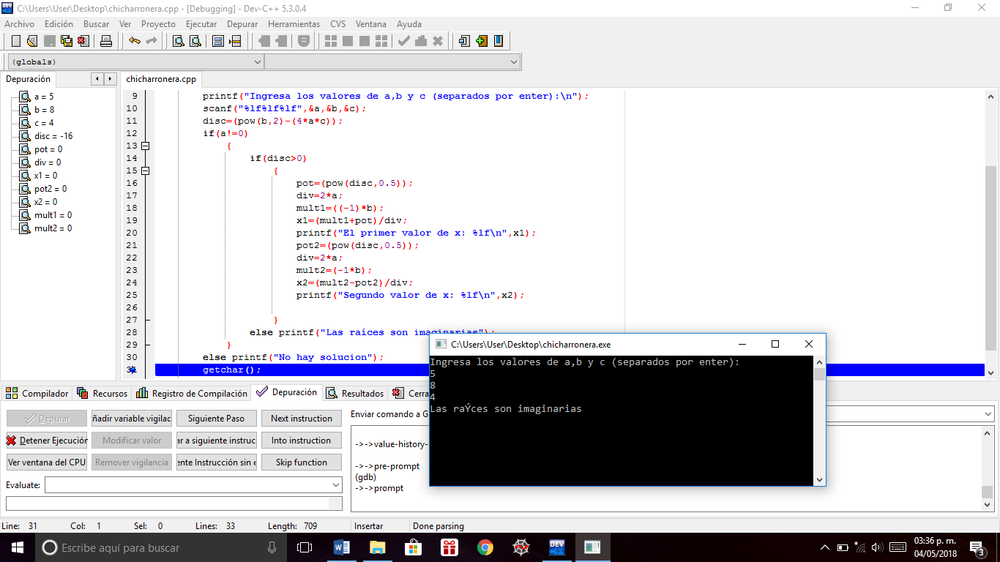 C:\Users\User\Desktop\chicharronera.cpp - [Debugging] - Dev-C++ 5.3.0.4
Archivo Edición Buscar Ver Proyecto Ejecutar Depurar Herramientas CVS Ventana Ayuda
(globals)
Depuración
chicharronera.cpp
a = 5
b = 8
c = 4
disc = -16
pot = 0
div = 0
x1 = 0
pot2 = 0
x2 = 0
mult1 = 0
mult2 = 0
9 printf("Ingresa los valores de a,b y c (separados por enter):\n");
10 scanf("%lf%lf%lf",&a,&b,&c);
11 disc=(pow(b,2)-(4*a*c));
12 if(a!=0)
13 {
14 if(disc>0)
15 {
16 pot=(pow(disc,0.5));
17 div=2*a;
18 mult1=((-1)*b);
19 x1=(mult1+pot)/div;
20 printf("El primer valor de x: %lf\n",x1);
21 pot2=(pow(disc,0.5));
22 div=2*a;
23 mult2=(-1*b);
24 x2=(mult2-pot2)/div;
25 printf("Segundo valor de x: %lf\n",x2);
26
27 }
28 else printf("Las raíces son imaginarias");
29 }
30 else printf("No hay solucion");
31 getchar();
C:\Users\User\Desktop\chicharronera.exe
Ingresa los valores de a,b y c (separados por enter):
5
8
4
Las raÝces son imaginarias
Compilador Recursos Registro de Compilación Depuración Resultados Cerra
Depurar ñadir variable vigilad Siguiente Paso Next instruction
Detener Ejecución Modificar valor ar a siguiente instruc Into instruction
Ver ventana del CPU Remover vigilancia ente Instrucción sin e Skip function
Evaluate:
Enviar comando a G
->->value-history-
->->pre-prompt
(gdb)
->->prompt
Line: 31 Col: 1 Sel: 0 Lines: 33 Length: 709 Insertar Done parsing
Escribe aquí para buscar
DEV
03:36 p. m.
04/05/2018
3